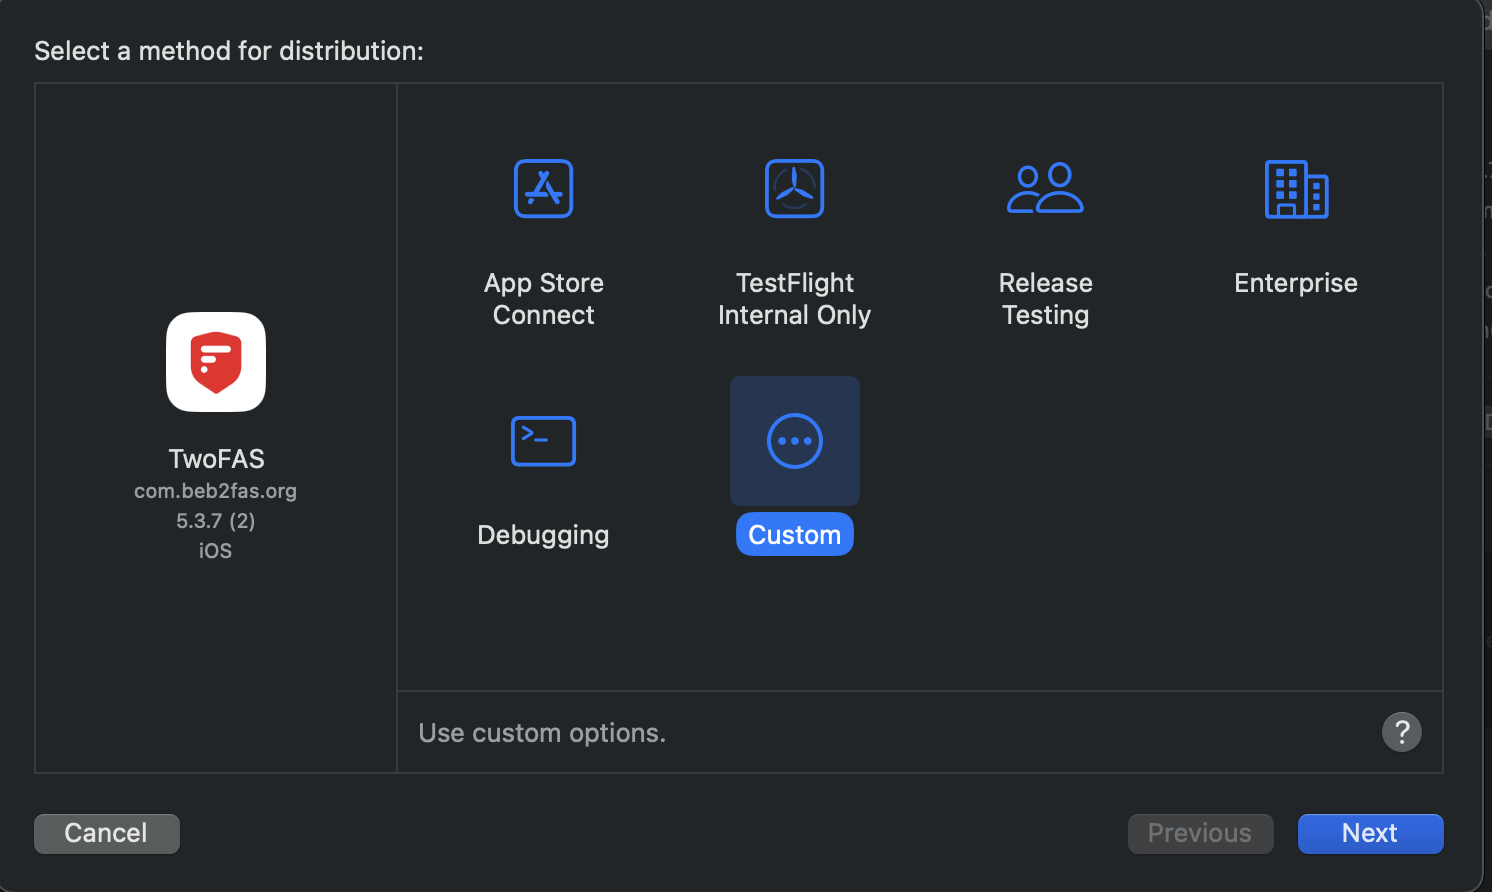 Select a method for distribution:
App Store
Connect
TestFlight
Internal Only
Release
Testing
Enterprise
>_
Debugging
Custom
TwoFAS
com.beb2fas.org
5.3.7 (2)
iOS
Use custom options.
?
Cancel
Previous
Next